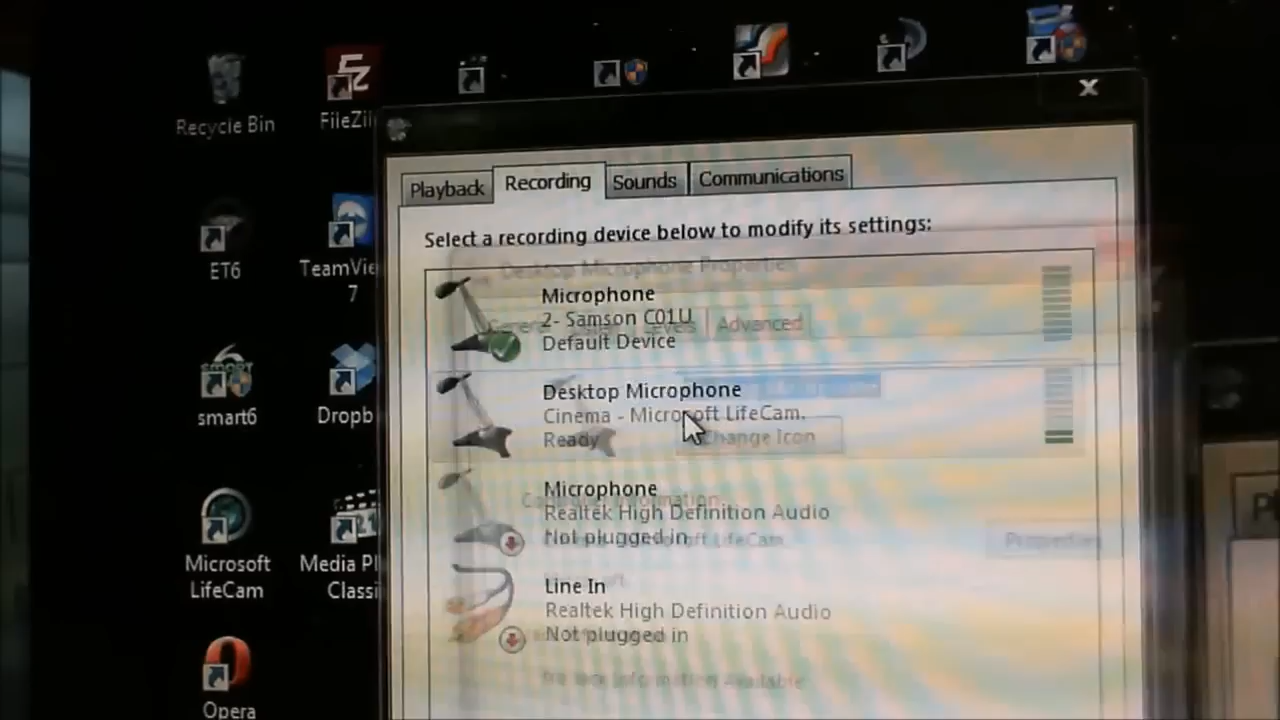 Recycle Bin
FileZil
ET6
TeamVie
7
smart6
Dropb
Microsoft
LifeCam
Media Pl
Classi
Opera
Playback
Recording
Sounds
Communications
Select a recording device below to modify its settings:
Desktop Microphone Properties
Microphone
2- Samson C01U
Levels
Advanced
Default Device
Desktop Microphone
Cinema - Microsoft LifeCam.
Ready
Change Icon
Microphone
Realtek High Definition Audio
Not plugged in
Properties
Line In
Realtek High Definition Audio
Not plugged in